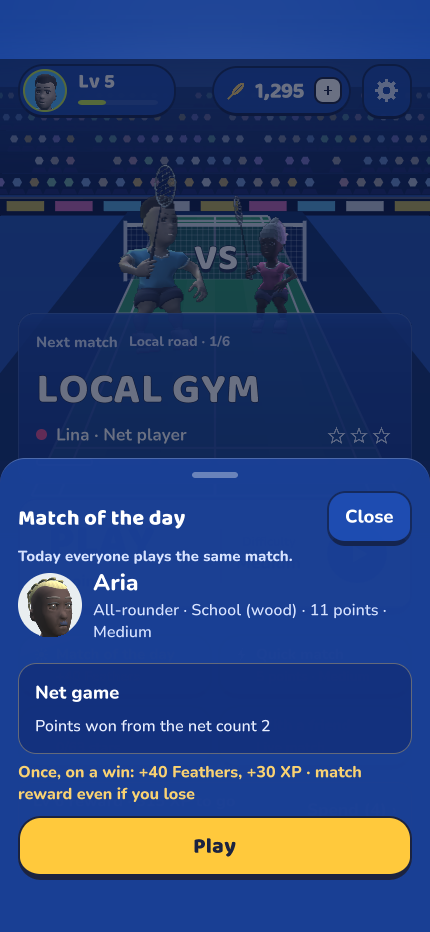 Lv 5
1,295
+
VS
Next match Local road · 1/6
LOCAL GYM
Lina · Net player
Match of the day
Close
Today everyone plays the same match.
Aria
All-rounder · School (wood) · 11 points ·
Medium
Net game
Points won from the net count 2
Once, on a win: +40 Feathers, +30 XP · match
reward even if you lose
Play